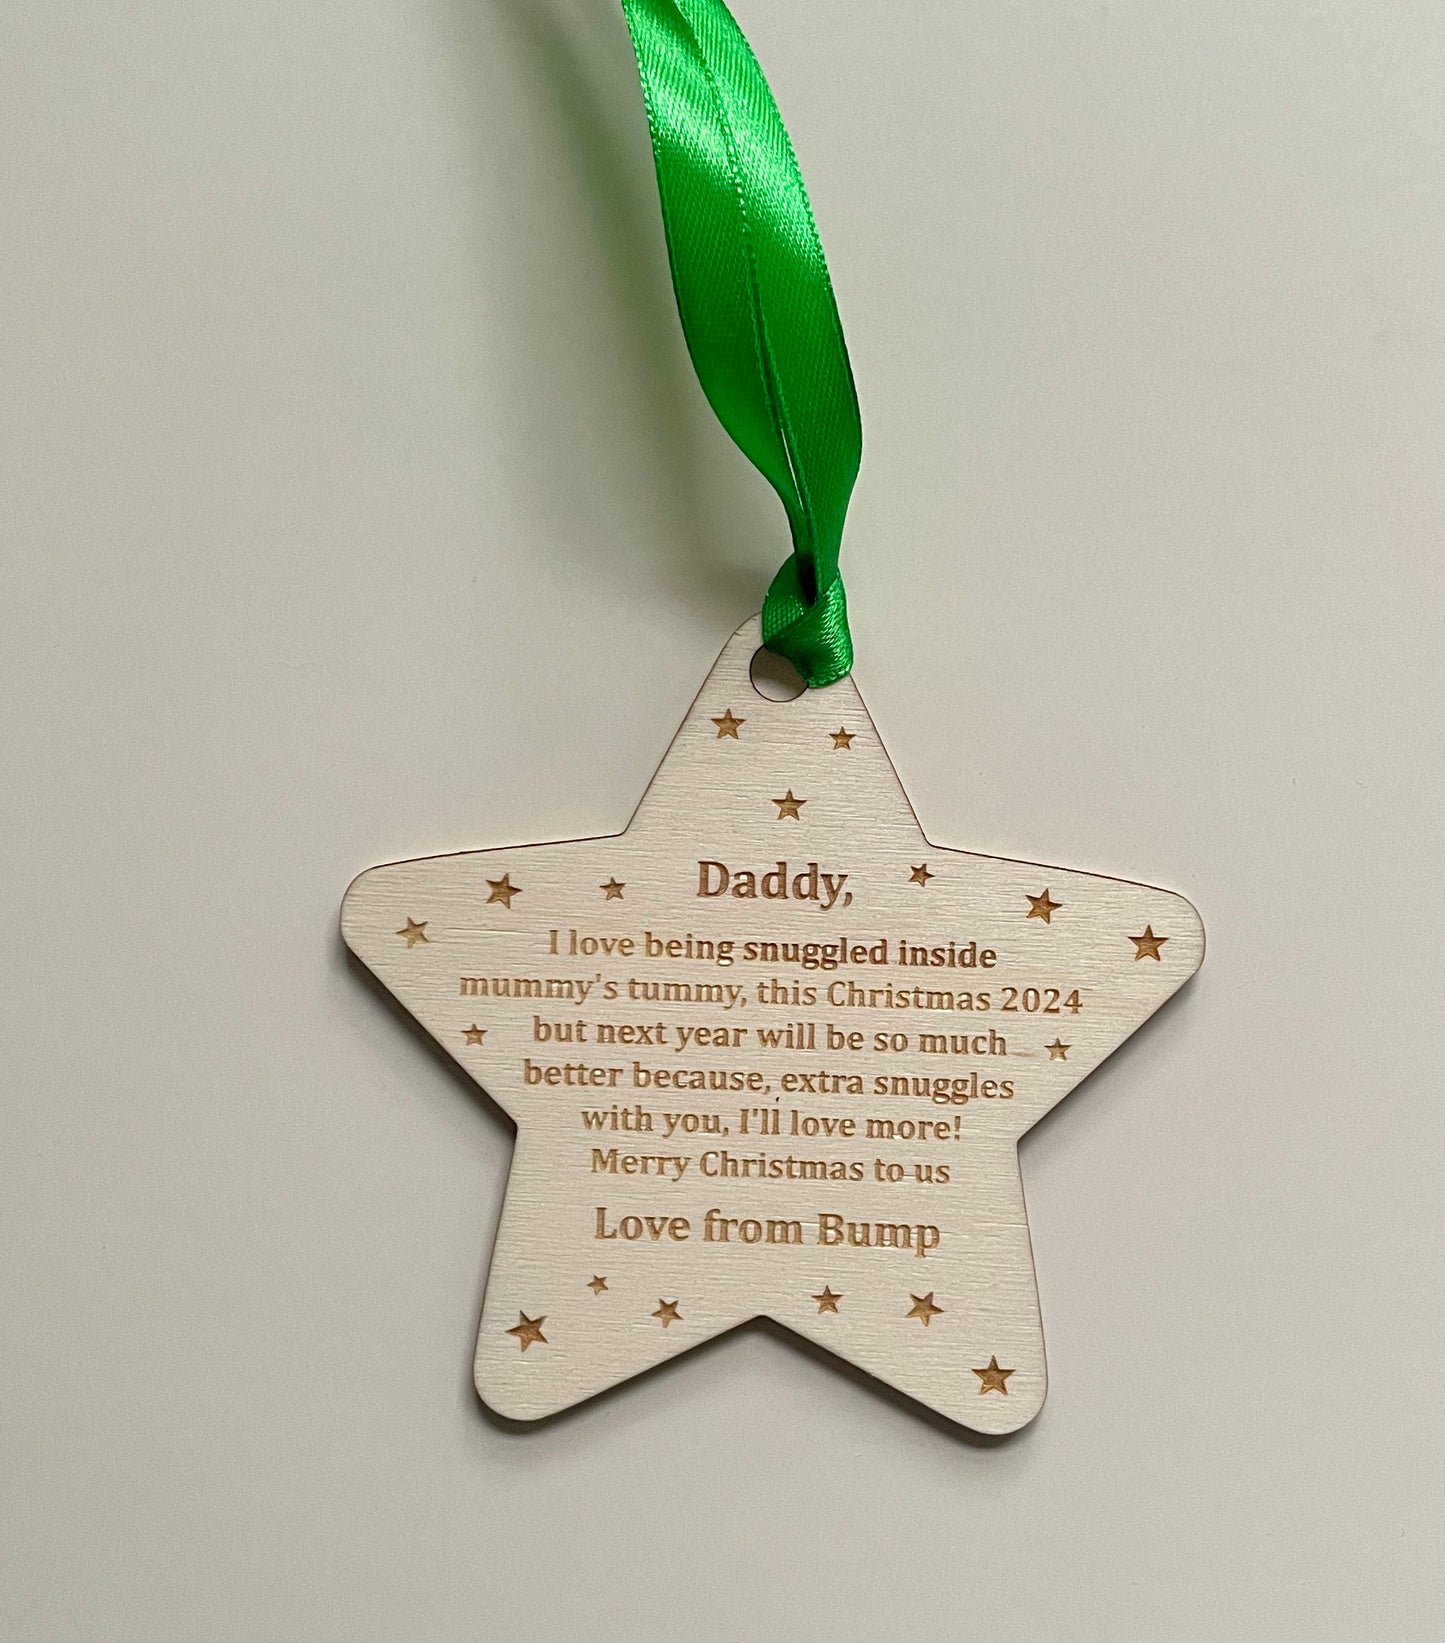 Daddy,
I love being snuggled inside
mummy's tummy, this Christmas 2024
but next year will be so much
better because, extra snuggles
with you, I'll love more!
Merry Christmas to us
Love from Bump